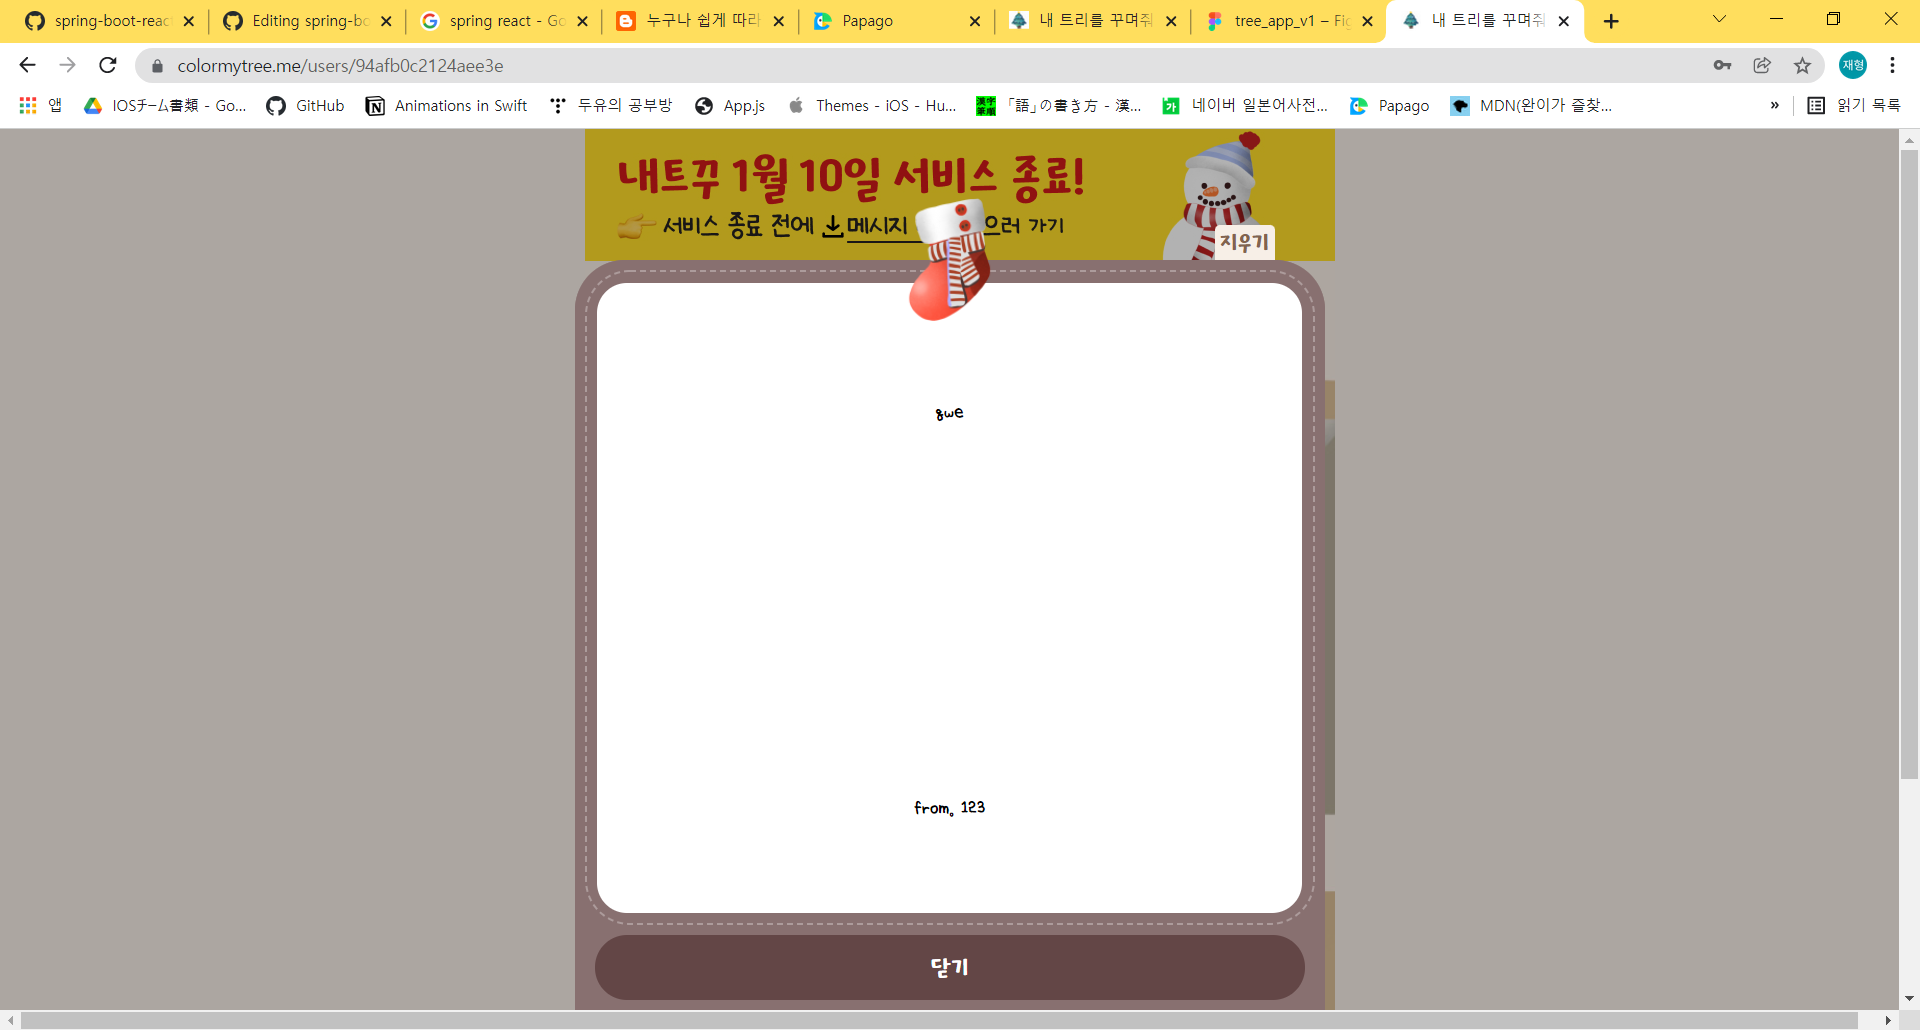 spring-boot-react
Editing spring-bo
spring react - Go
누구나 쉽게 따라
Papago
내 트리를 꾸며줘
tree_app_v1 – Fig
내 트리를 꾸며줘
colormytree.me/users/94afb0c2124aee3e
재형
앱
IOSチーム書類 - Go...
GitHub
Animations in Swift
두유의 공부방
App.js
Themes - iOS - Hu...
「語」の書き方 - 漢...
네이버 일본어사전...
Papago
MDN(완이가 즐찾...
»
읽기 목록
내트꾸 1월 10일 서비스 종료!
서비스 종료 전에 메시지 으러 가기
지우기
qwe
from. 123
닫기